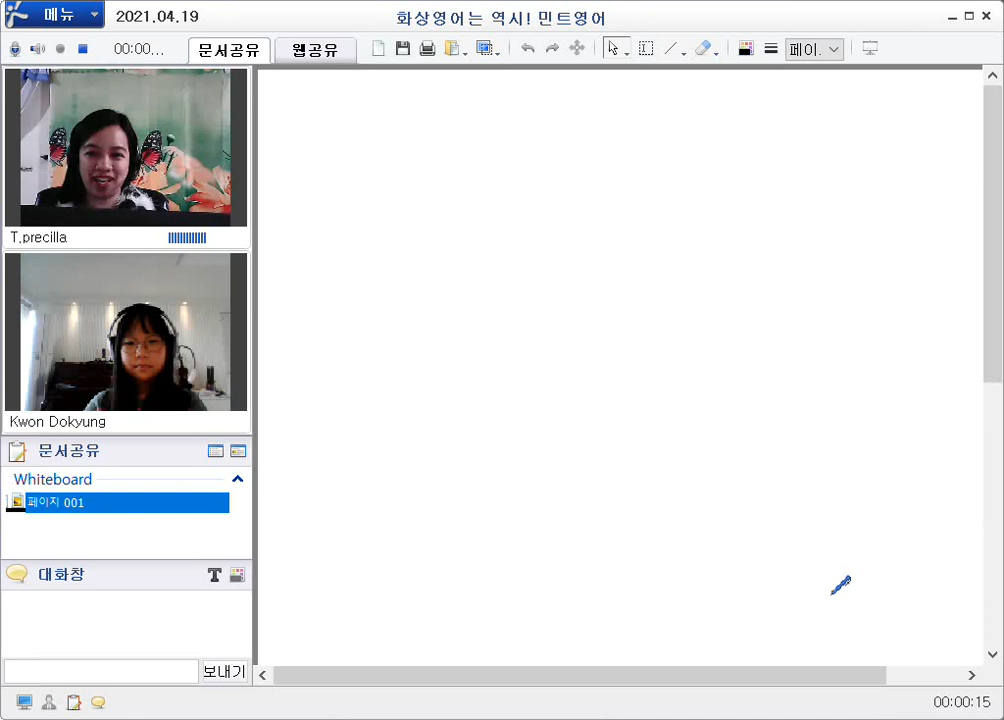 메뉴
2021.04.19
화상영어는 역시! 민트영어
00:00...
문서공유
웹공유
페이.
T.precilla
Kwon Dokyung
문서공유
Whiteboard
페이지 001
대화창
T
보내기
00:00:15